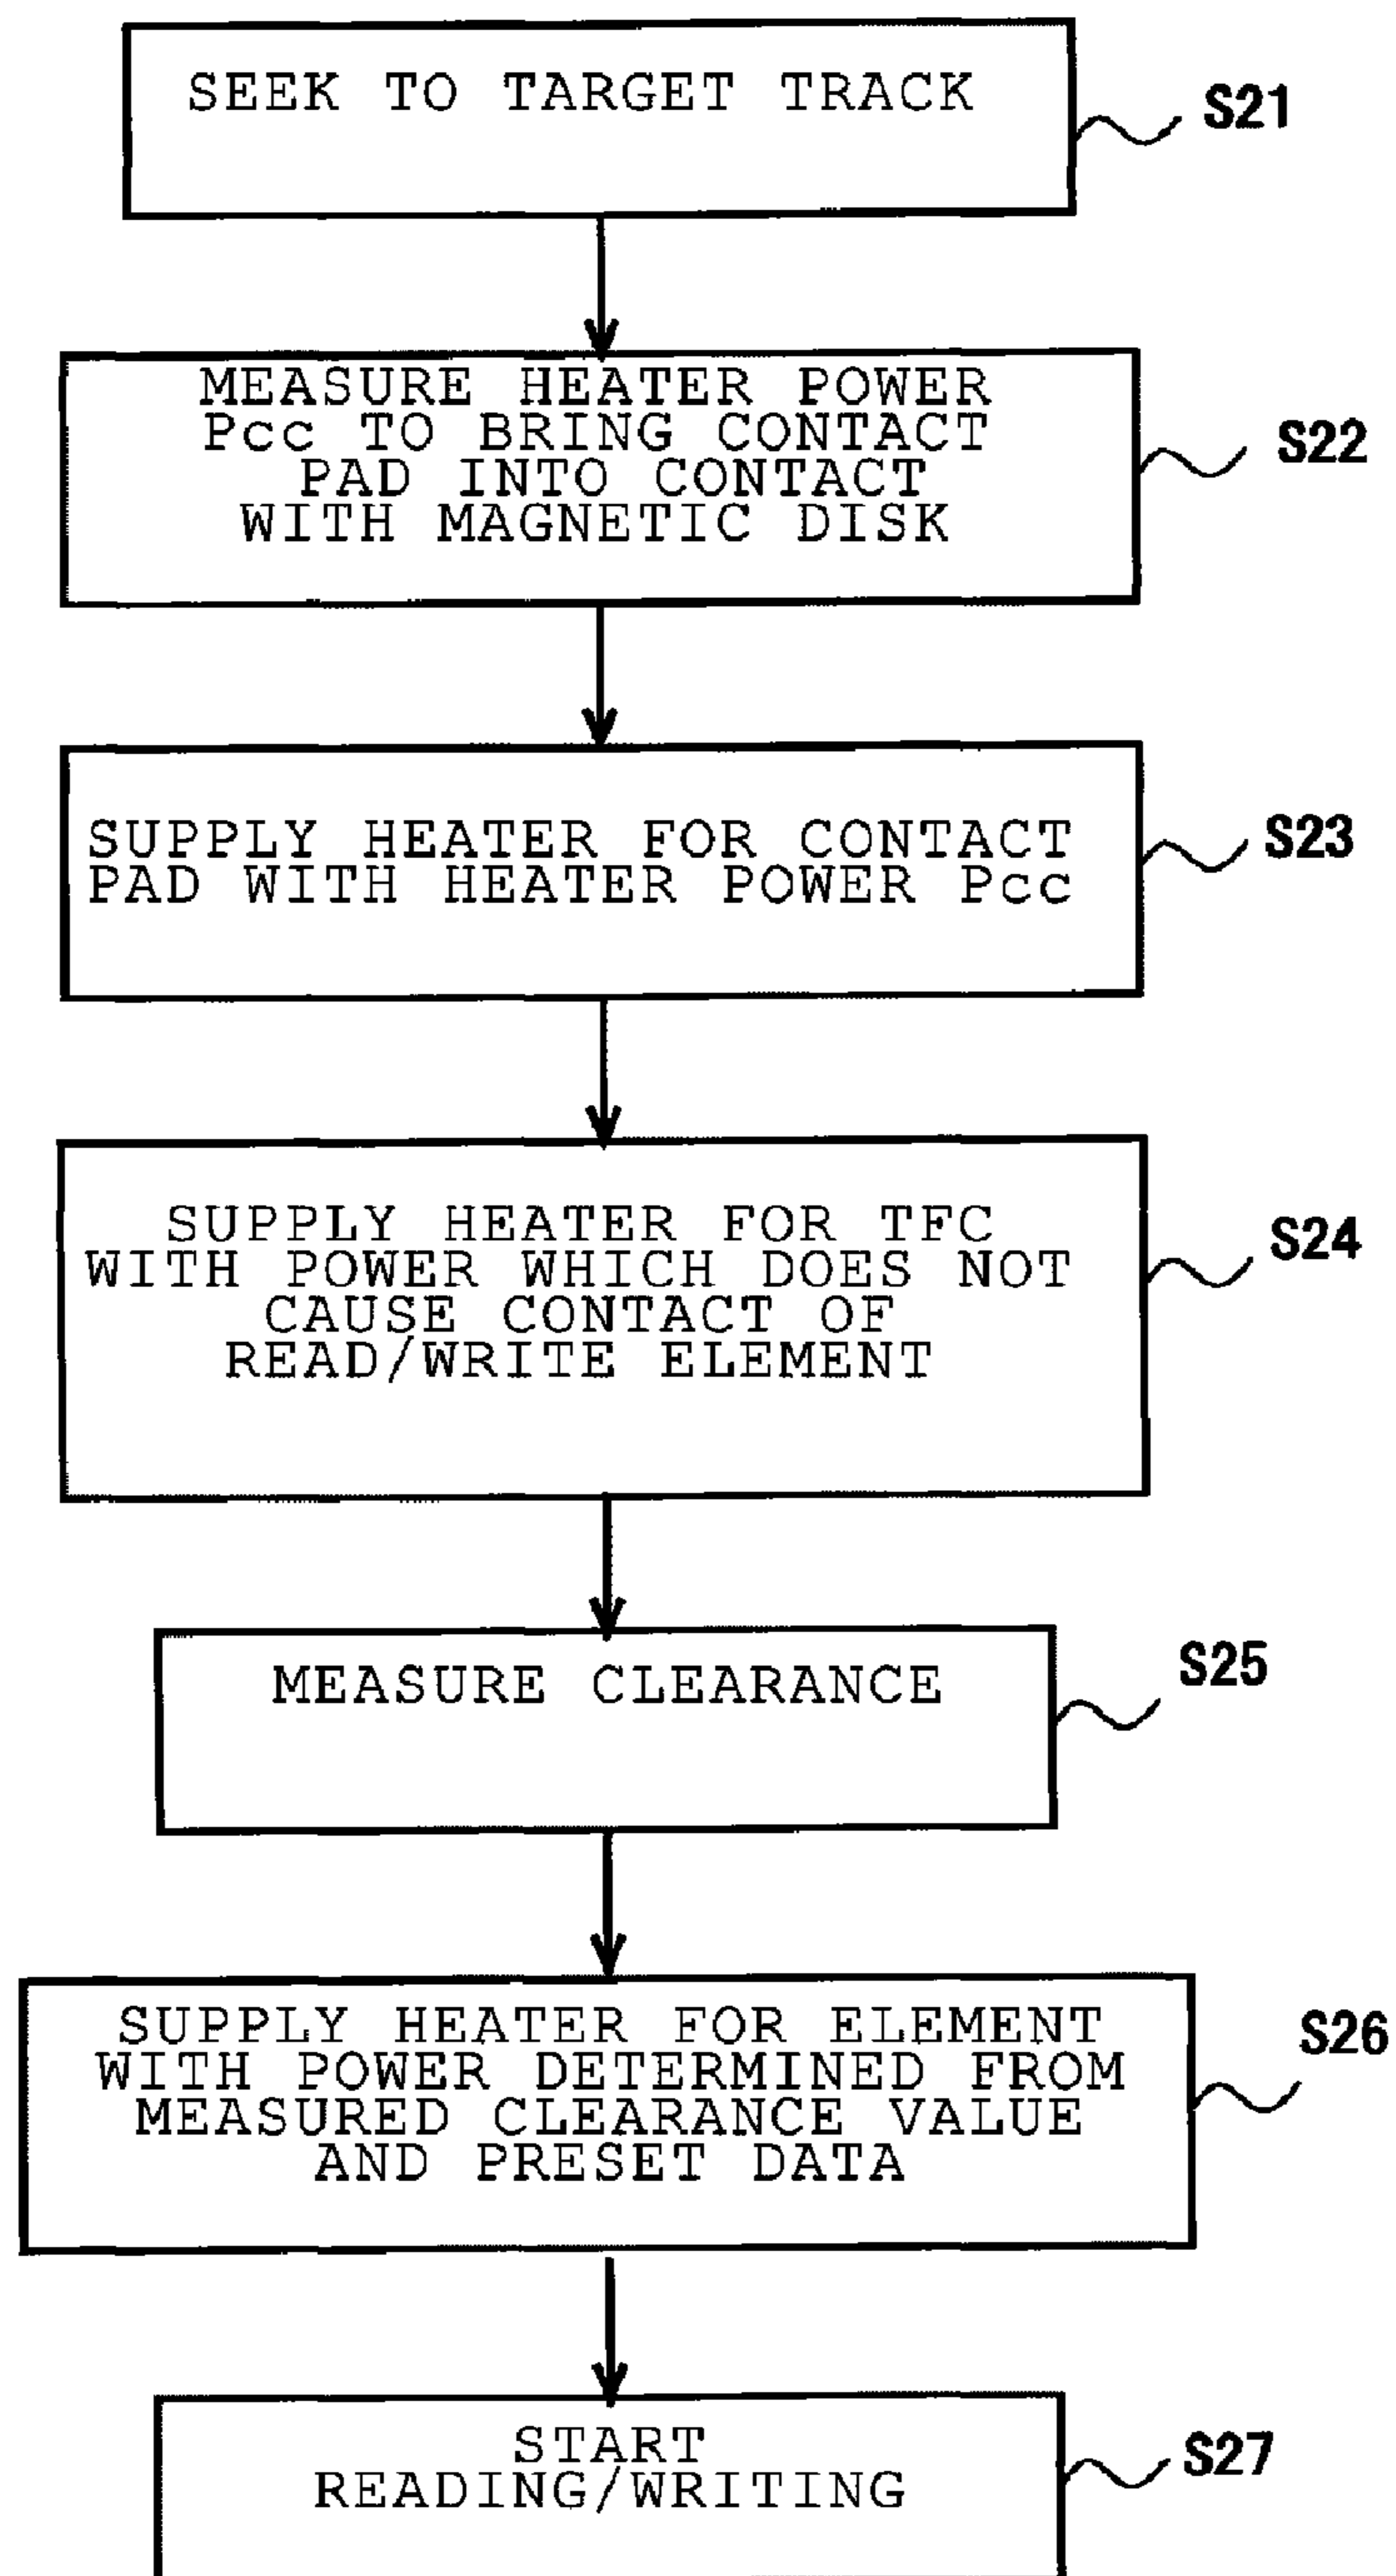 SEEK TO TARGET TRACK
S21
MEASURE HEATER POWER
Pcc TO BRING CONTACT
PAD INTO CONTACT
WITH MAGNETIC DISK
S22
SUPPLY HEATER FOR CONTACT
PAD WITH HEATER POWER Pcc
S23
SUPPLY HEATER FOR TFC
WITH POWER WHICH DOES NOT
CAUSE CONTACT OF
READ/WRITE ELEMENT
S24
MEASURE CLEARANCE
S25
SUPPLY HEATER FOR ELEMENT
WITH POWER DETERMINED FROM
MEASURED CLEARANCE VALUE
AND PRESET DATA
S26
START
READING/WRITING
S27